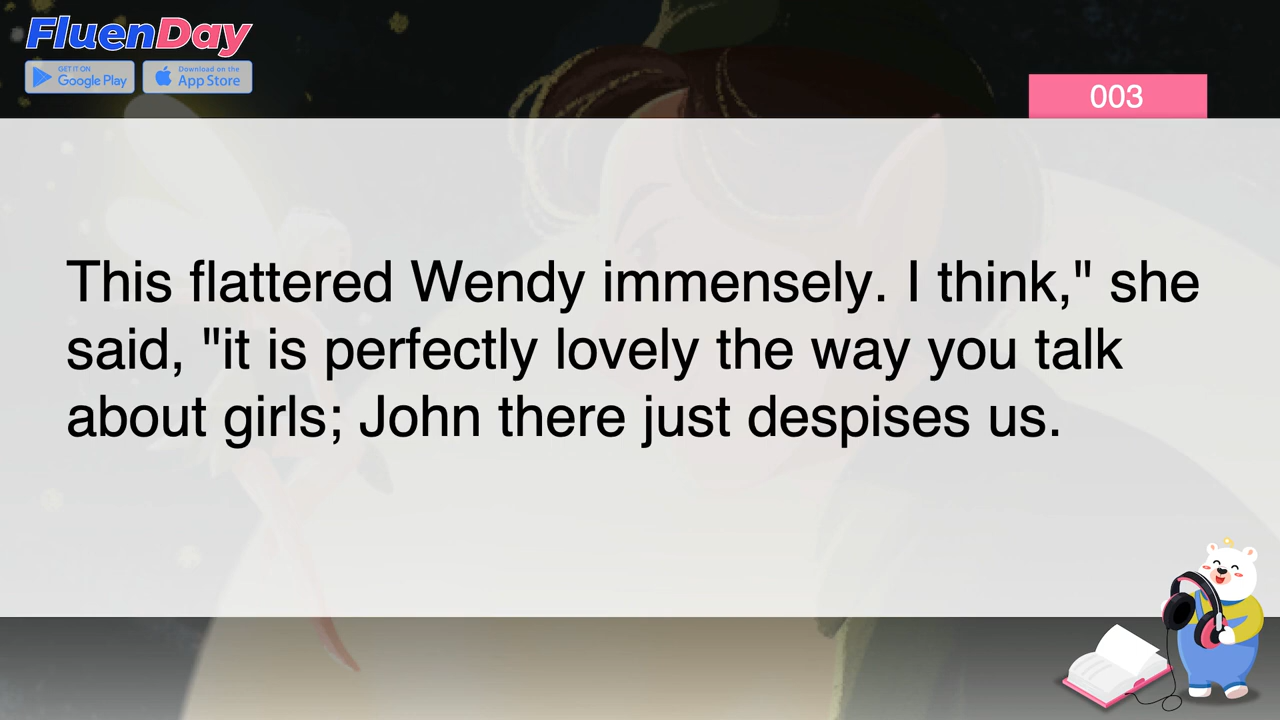 FluenDay
GET IT ON
Google Play
Download on the
App Store
003
This flattered Wendy immensely. I think," she
said, "it is perfectly lovely the way you talk
about girls; John there just despises us.